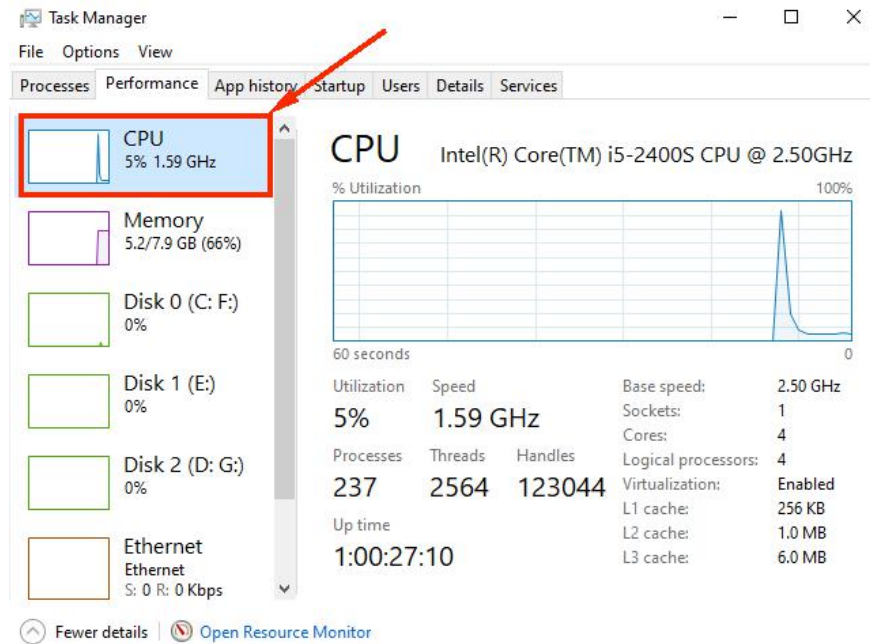 Task Manager
File Options View
Processes Performance App history Startup Users Details Services
CPU
5% 1.59 GHz
Memory
5.2/7.9 GB (66%)
Disk 0 (C: F:)
0%
Disk 1 (E:)
0%
Disk 2 (D: G:)
0%
Ethernet
Ethernet
S: 0 R: 0 Kbps
CPU Intel(R) Core(TM) i5-2400S CPU @ 2.50GHz
% Utilization 100%
60 seconds 0
Utilization Speed
5% 1.59 GHz
Processes Threads Handles
237 2564 123044
Up time
1:00:27:10
Base speed: 2.50 GHz
Sockets: 1
Cores: 4
Logical processors: 4
Virtualization: Enabled
L1 cache: 256 KB
L2 cache: 1.0 MB
L3 cache: 6.0 MB
Fewer details Open Resource Monitor